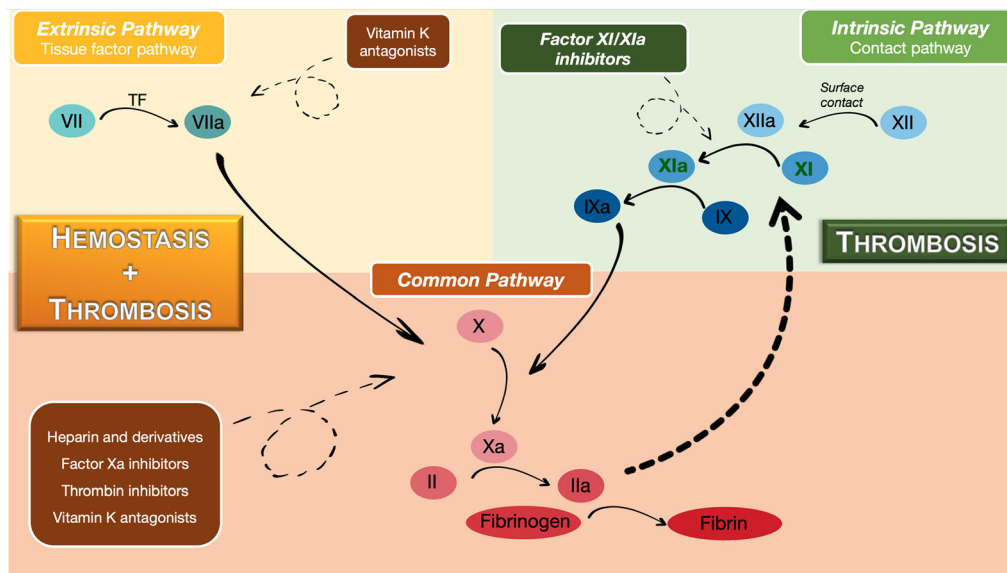 Extrinsic Pathway
Tissue factor pathway
Vitamin K
antagonists
Factor XI/XIa
inhibitors
Intrinsic Pathway
Contact pathway
VII
TF
VIIa
Surface
contact
XIIa
XII
XIa
XI
IXa
IX
HEMOSTASIS
+
THROMBOSIS
THROMBOSIS
Common Pathway
X
Heparin and derivatives
Factor Xa inhibitors
Thrombin inhibitors
Vitamin K antagonists
Xa
II
IIa
Fibrinogen
Fibrin